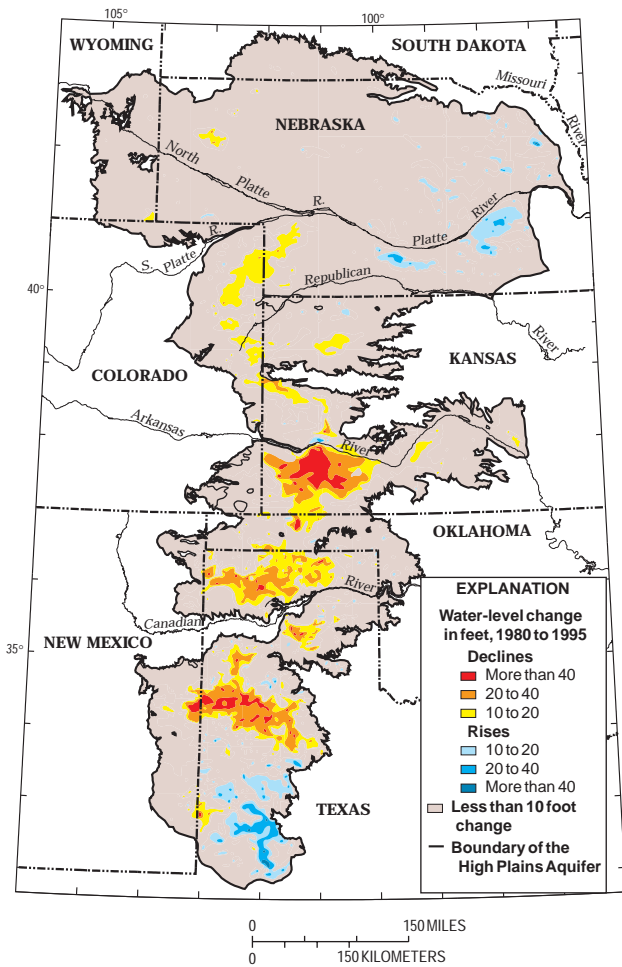 105° 100°
WYOMING
SOUTH DAKOTA
Missouri
River
NEBRASKA
North
Platte
R.
Platte
River
S. Platte R.
Republican
River
40°
KANSAS
COLORADO
Arkansas
River
OKLAHOMA
River
Canadian
NEW MEXICO
35°
TEXAS
EXPLANATION
Water-level change
in feet, 1980 to 1995
Declines
More than 40
20 to 40
10 to 20
Rises
10 to 20
20 to 40
More than 40
Less than 10 foot
change
Boundary of the
High Plains Aquifer
0 150 MILES
0 150 KILOMETERS